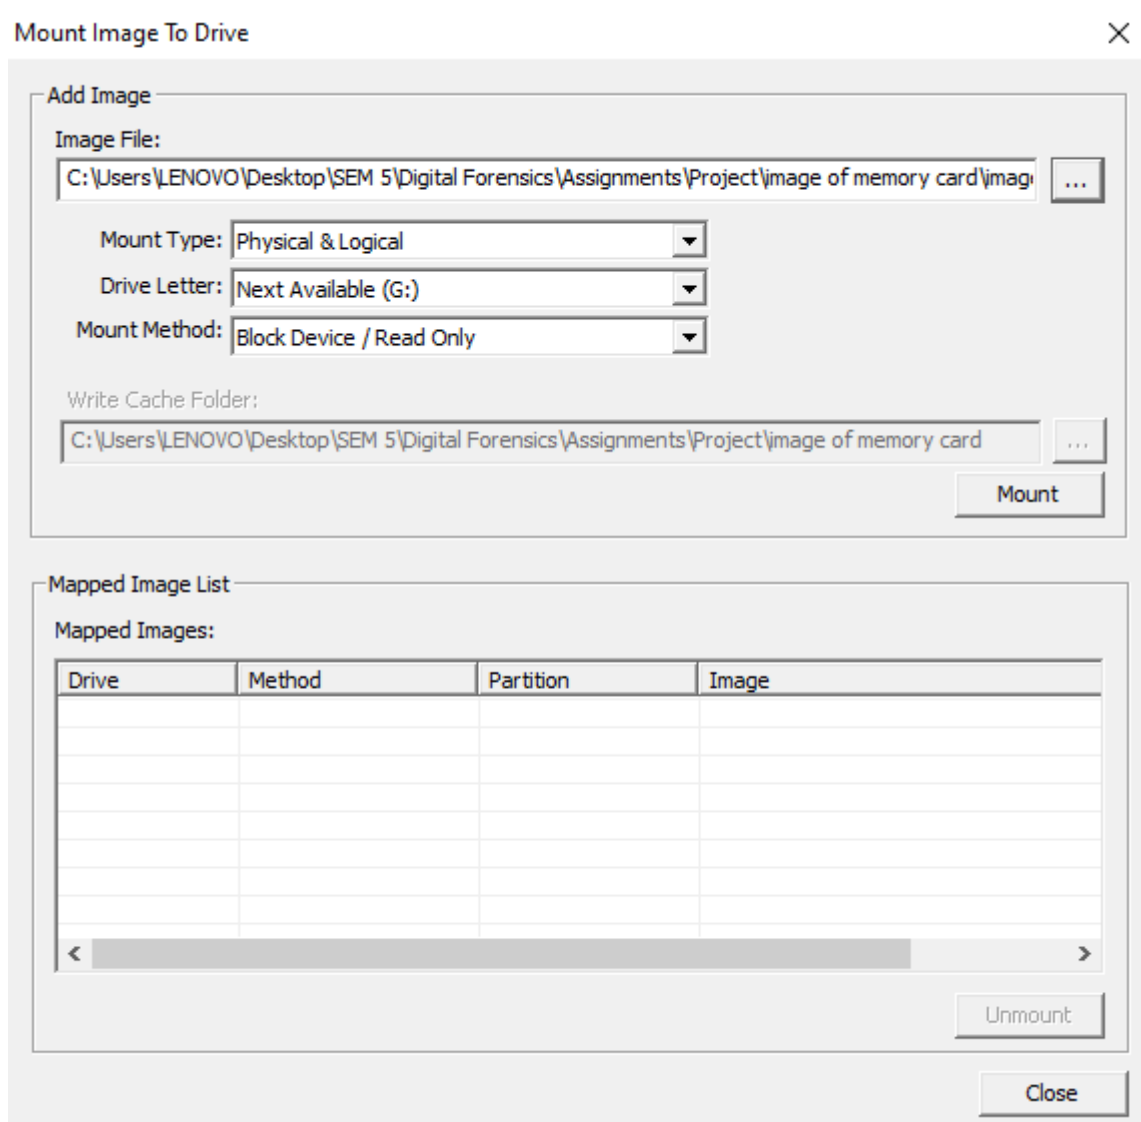 Mount Image To Drive
Add Image
Image File:
C:\Users\LENOVO\Desktop\SEM 5\Digital Forensics\Assignments\Project\image of memory card\imag
...
Mount Type: Physical & Logical
Drive Letter: Next Available (G:)
Mount Method: Block Device / Read Only
Write Cache Folder:
C:\Users\LENOVO\Desktop\SEM 5\Digital Forensics\Assignments\Project\image of memory card
...
Mount
Mapped Image List
Mapped Images:
Drive Method Partition Image
Unmount
Close